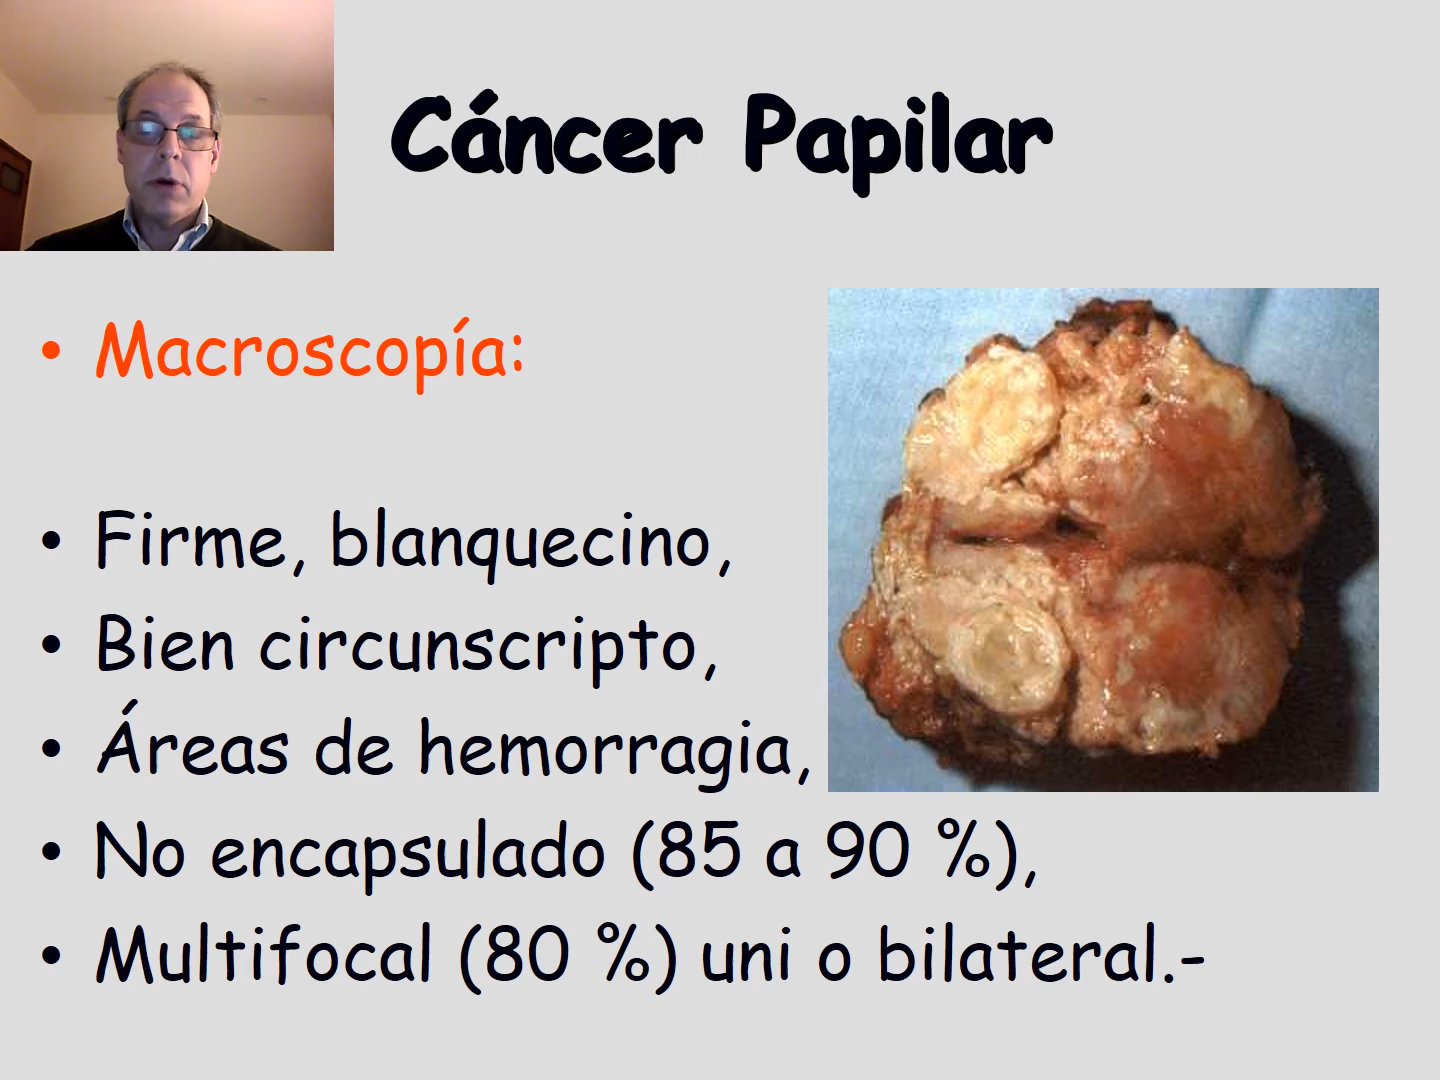 Cáncer Papilar
• Macroscopía:
• Firme, blanquecino,
• Bien circunscripto,
• Áreas de hemorragia,
• No encapsulado (85 a 90 %),
• Multifocal (80 %) uni o bilateral.-